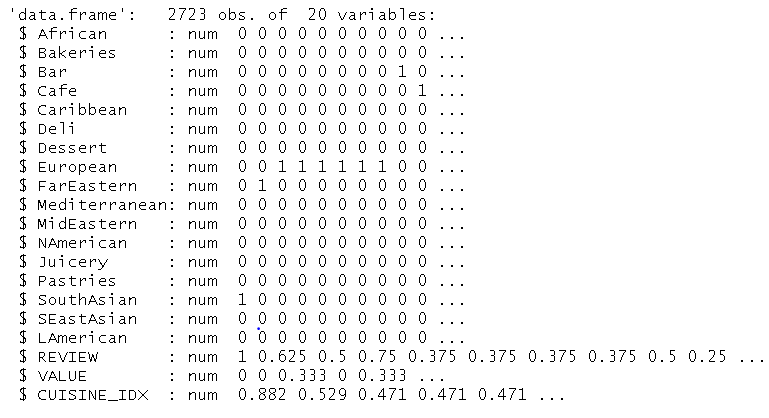 'data.frame':   2723 obs. of  20 variables:
 $ African      : num  0 0 0 0 0 0 0 0 0 0 ...
 $ Bakeries     : num  0 0 0 0 0 0 0 0 0 0 ...
 $ Bar          : num  0 0 0 0 0 0 0 0 1 0 ...
 $ Cafe         : num  0 0 0 0 0 0 0 0 0 1 ...
 $ Caribbean    : num  0 0 0 0 0 0 0 0 0 0 ...
 $ Deli         : num  0 0 0 0 0 0 0 0 0 0 ...
 $ Dessert      : num  0 0 0 0 0 0 0 0 0 0 ...
 $ European     : num  0 0 1 1 1 1 1 1 0 0 ...
 $ FarEastern   : num  0 1 0 0 0 0 0 0 0 0 ...
 $ Mediterranean: num  0 0 0 0 0 0 0 0 0 0 ...
 $ MidEastern   : num  0 0 0 0 0 0 0 0 0 0 ...
 $ NAmerican    : num  0 0 0 0 0 0 0 0 0 0 ...
 $ Juicery      : num  0 0 0 0 0 0 0 0 0 0 ...
 $ Pastries     : num  0 0 0 0 0 0 0 0 0 0 ...
 $ SouthAsian   : num  1 0 0 0 0 0 0 0 0 0 ...
 $ SEastAsian   : num  0 0 0 0 0 0 0 0 0 0 ...
 $ LAmerican    : num  0 0 0 0 0 0 0 0 0 0 ...
 $ REVIEW       : num  1 0.625 0.5 0.75 0.375 0.375 0.375 0.375 0.5 0.25 ...
 $ VALUE        : num  0 0 0.333 0 0.333 ...
 $ CUISINE_IDX  : num  0.882 0.529 0.471 0.471 0.471 ...